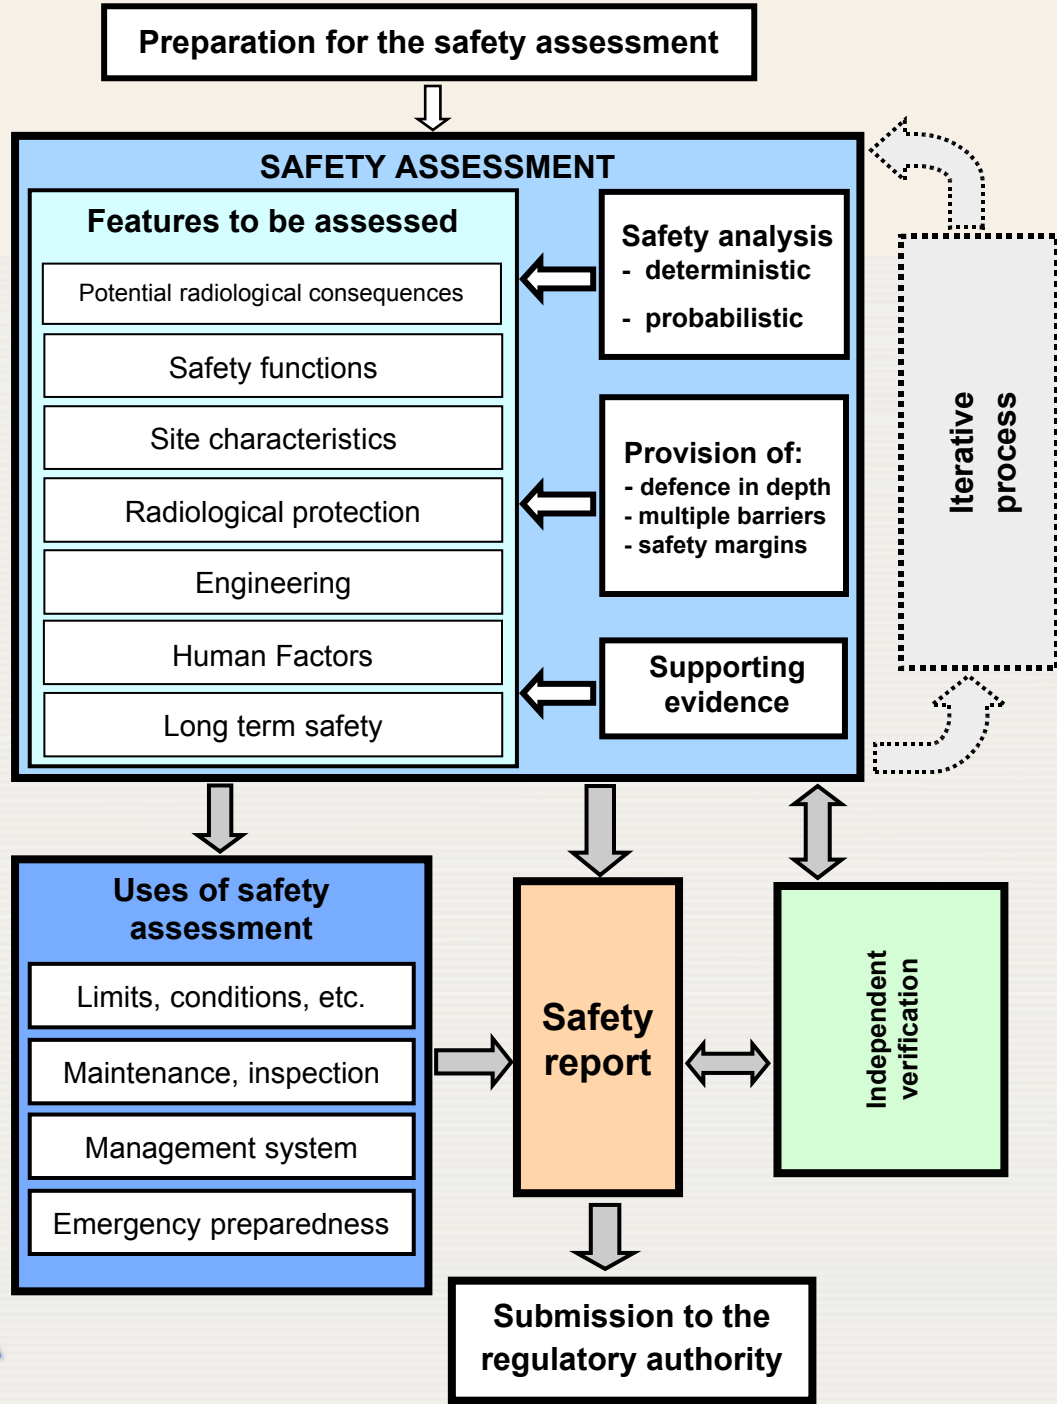 Preparation for the safety assessment
SAFETY ASSESSMENT
Features to be assessed
Potential radiological consequences
Safety functions
Site characteristics
Radiological protection
Engineering
Human Factors
Long term safety
Safety analysis
- deterministic
- probabilistic
Provision of:
- defence in depth
- multiple barriers
- safety margins
Supporting
evidence
Iterative
process
Uses of safety
assessment
Limits, conditions, etc.
Maintenance, inspection
Management system
Emergency preparedness
Safety
report
Independent
verification
Submission to the
regulatory authority